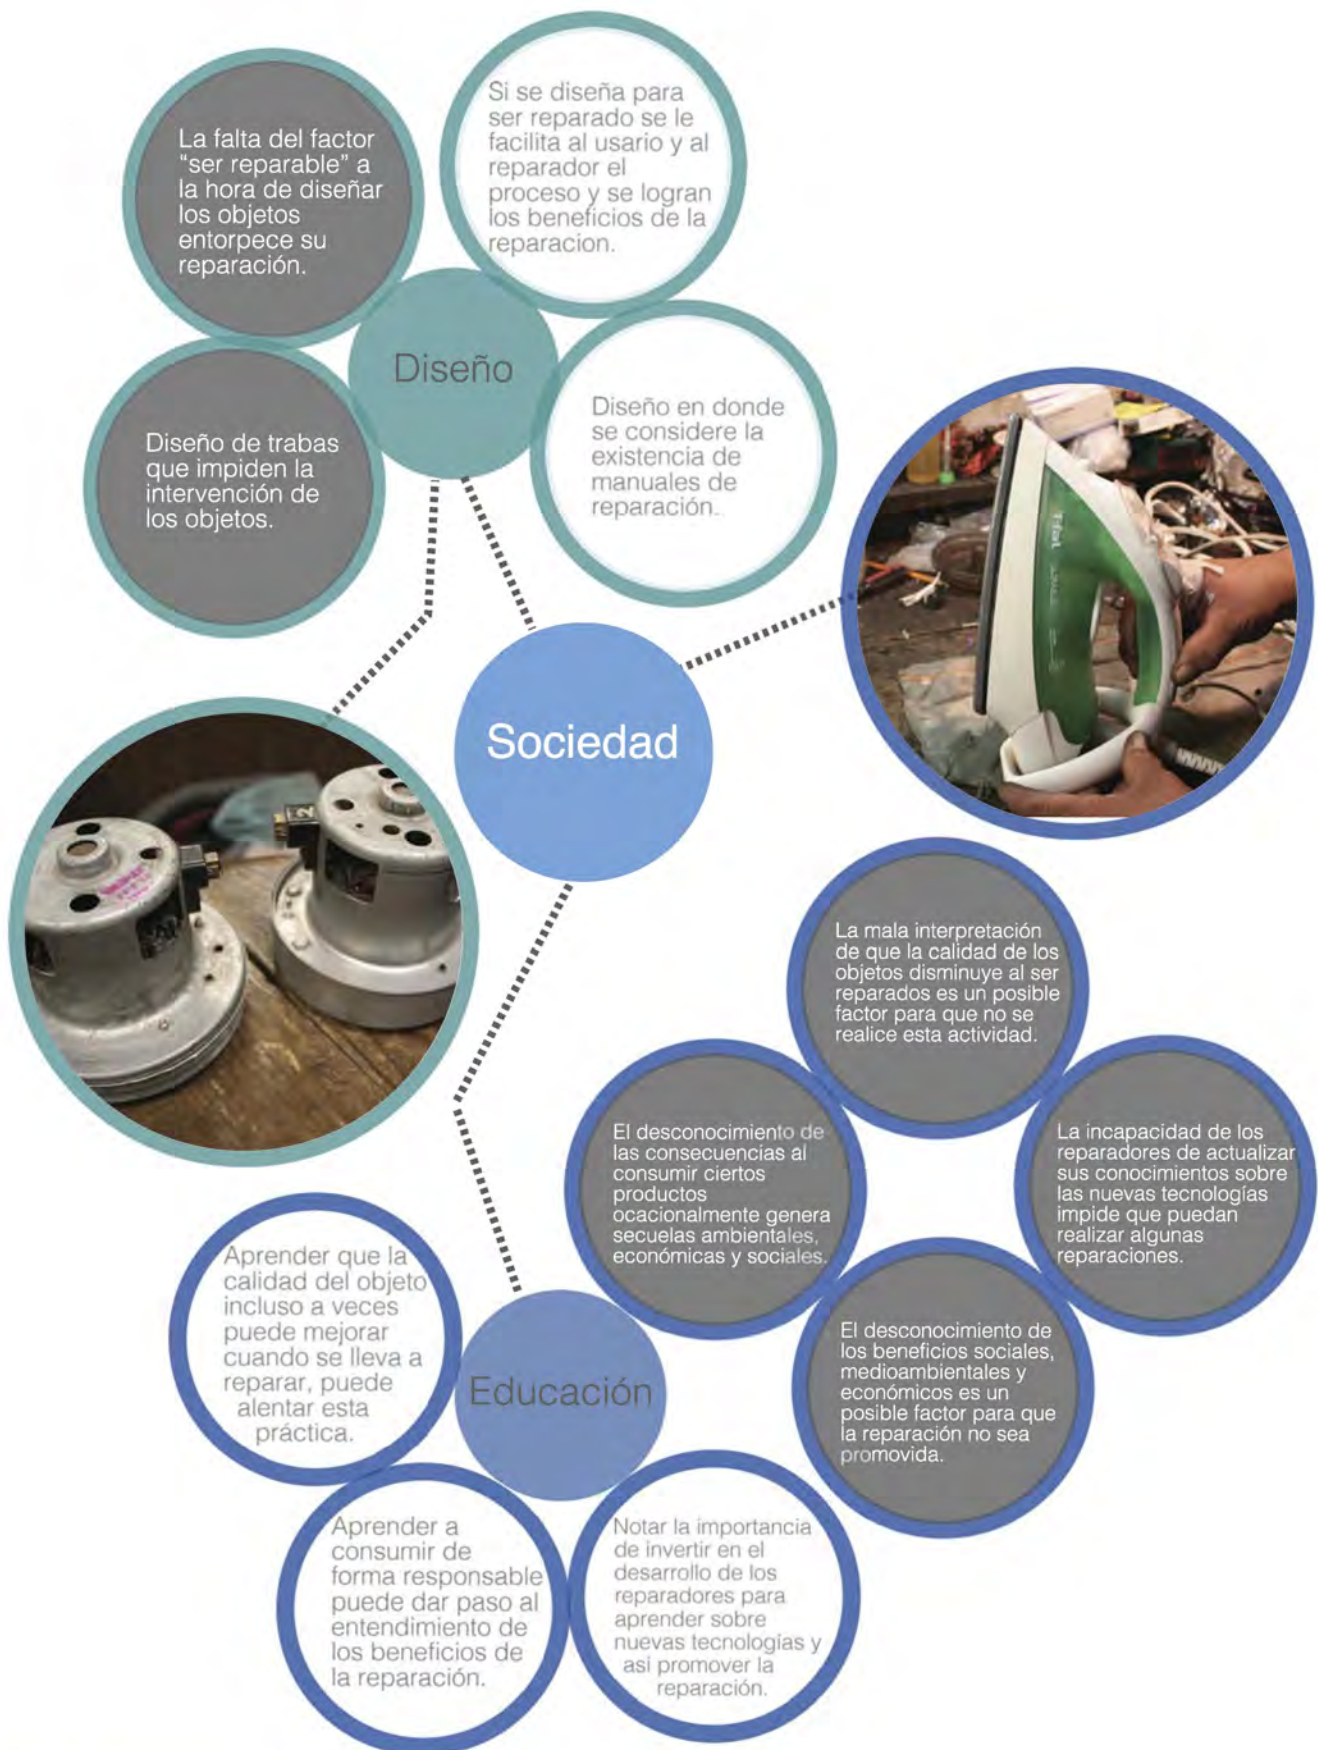 La falta del factor
"ser reparable" a
la hora de diseñar
los objetos
entorpece su
reparación.
Si se diseña para
ser reparado se le
facilita al usario y al
reparador el
proceso y se logran
los beneficios de la
reparacion.
Diseño
Diseño de trabas
que impiden la
intervención de
los objetos.
Diseño en donde
se considere la
existencia de
manuales de
reparación.
T-fal
Sociedad
La mala interpretación
de que la calidad de los
objetos disminuye al ser
reparados es un posible
factor para que no se
realice esta actividad.
El desconocimiento de
las consecuencias al
consumir ciertos
productos
ocacionalmente genera
secuelas ambientales,
económicas y sociales.
La incapacidad de los
reparadores de actualizar
sus conocimientos sobre
las nuevas tecnologías
impide que puedan
realizar algunas
reparaciones.
El desconocimiento de
los beneficios sociales,
medioambientales y
económicos es un
posible factor para que
la reparación no sea
promovida.
Educación
Aprender que la
calidad del objeto
incluso a veces
puede mejorar
cuando se lleva a
reparar, puede
alentar esta
práctica.
Aprender a
consumir de
forma responsable
puede dar paso al
entendimiento de
los beneficios de
la reparación.
Notar la importancia
de invertir en el
desarrollo de los
reparadores para
aprender sobre
nuevas tecnologías y
asi promover la
reparación.